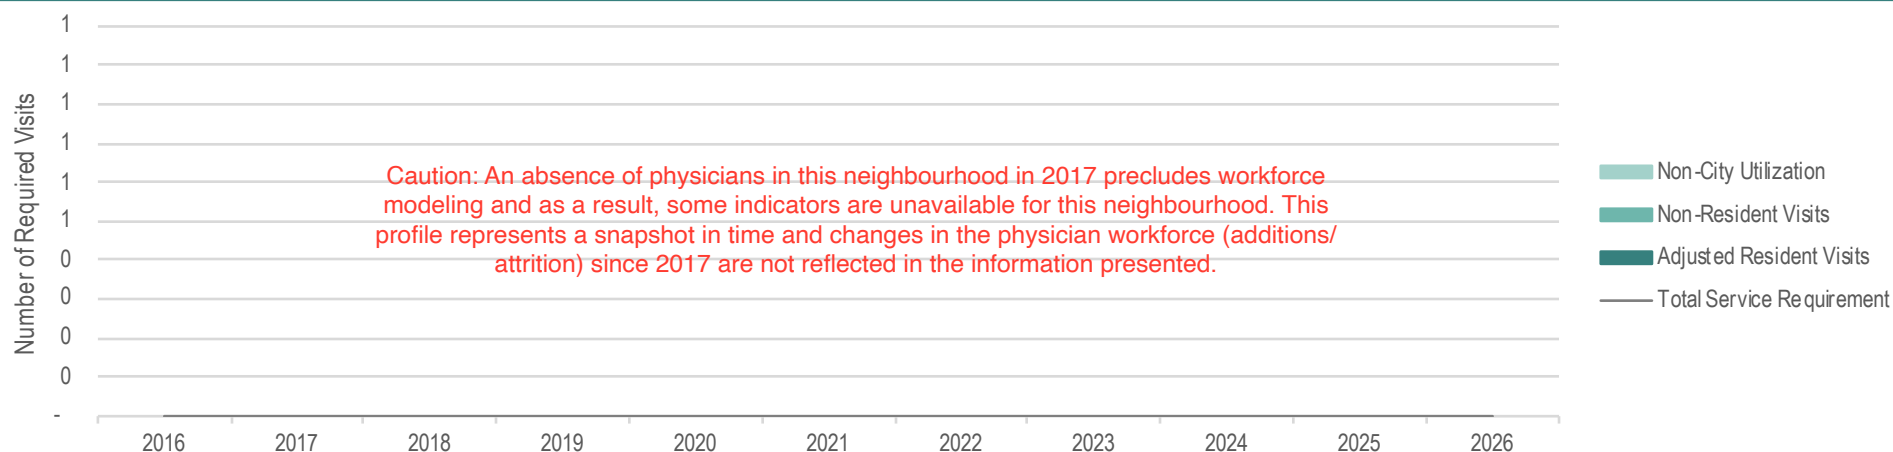 Number of Required Visits
1
1
1
1
1
1
0
0
0
0
-
Caution: An absence of physicians in this neighbourhood in 2017 precludes workforce
modeling and as a result, some indicators are unavailable for this neighbourhood. This
profile represents a snapshot in time and changes in the physician workforce (additions/
attrition) since 2017 are not reflected in the information presented.
2016 2017 2018 2019 2020 2021 2022 2023 2024 2025 2026
Non-City Utilization
Non-Resident Visits
Adjusted Resident Visits
Total Service Requirement